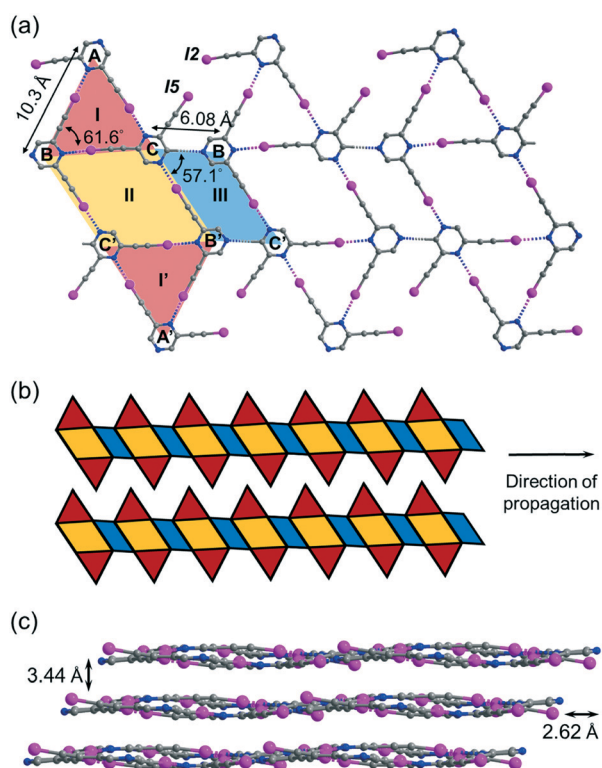 (a)
A
I2
I5
10.3 Å
I
6.08 Å
61.6°
B
C
B
57.1°
II
III
C'
B'
C'
I'
A'
(b)
Direction of
propagation
(c)
3.44 Å
2.62 Å